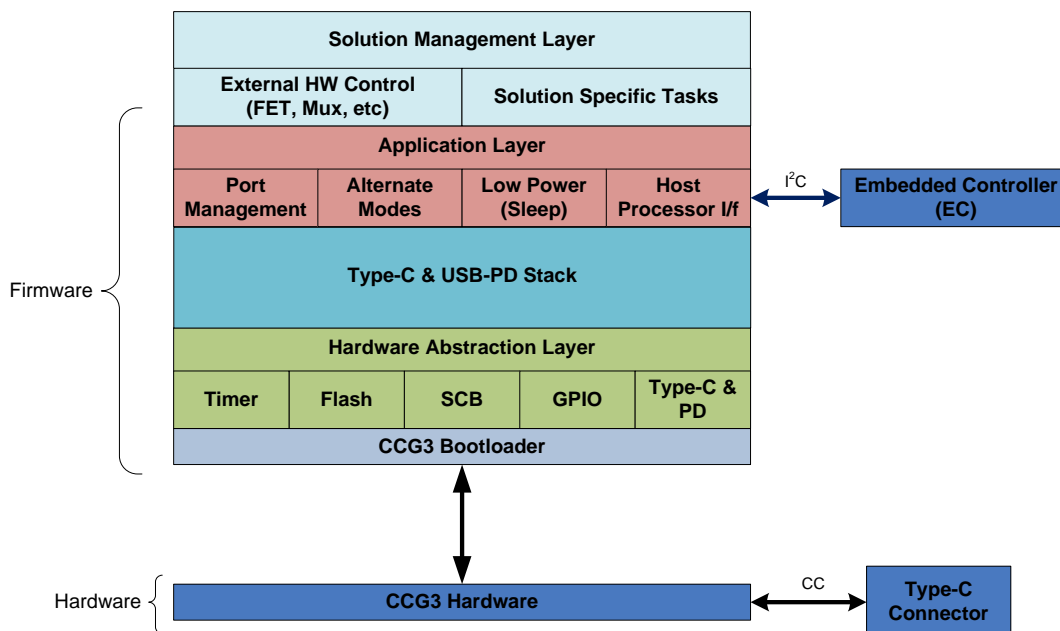 Solution Management Layer
External HW Control
(FET, Mux, etc)
Solution Specific Tasks
Application Layer
Port
Management
Alternate
Modes
Low Power
(Sleep)
Host
Processor I/f
I²C
Embedded Controller
(EC)
Type-C & USB-PD Stack
Firmware
Hardware Abstraction Layer
Timer
Flash
SCB
GPIO
Type-C &
PD
CCG3 Bootloader
Hardware
CCG3 Hardware
CC
Type-C
Connector